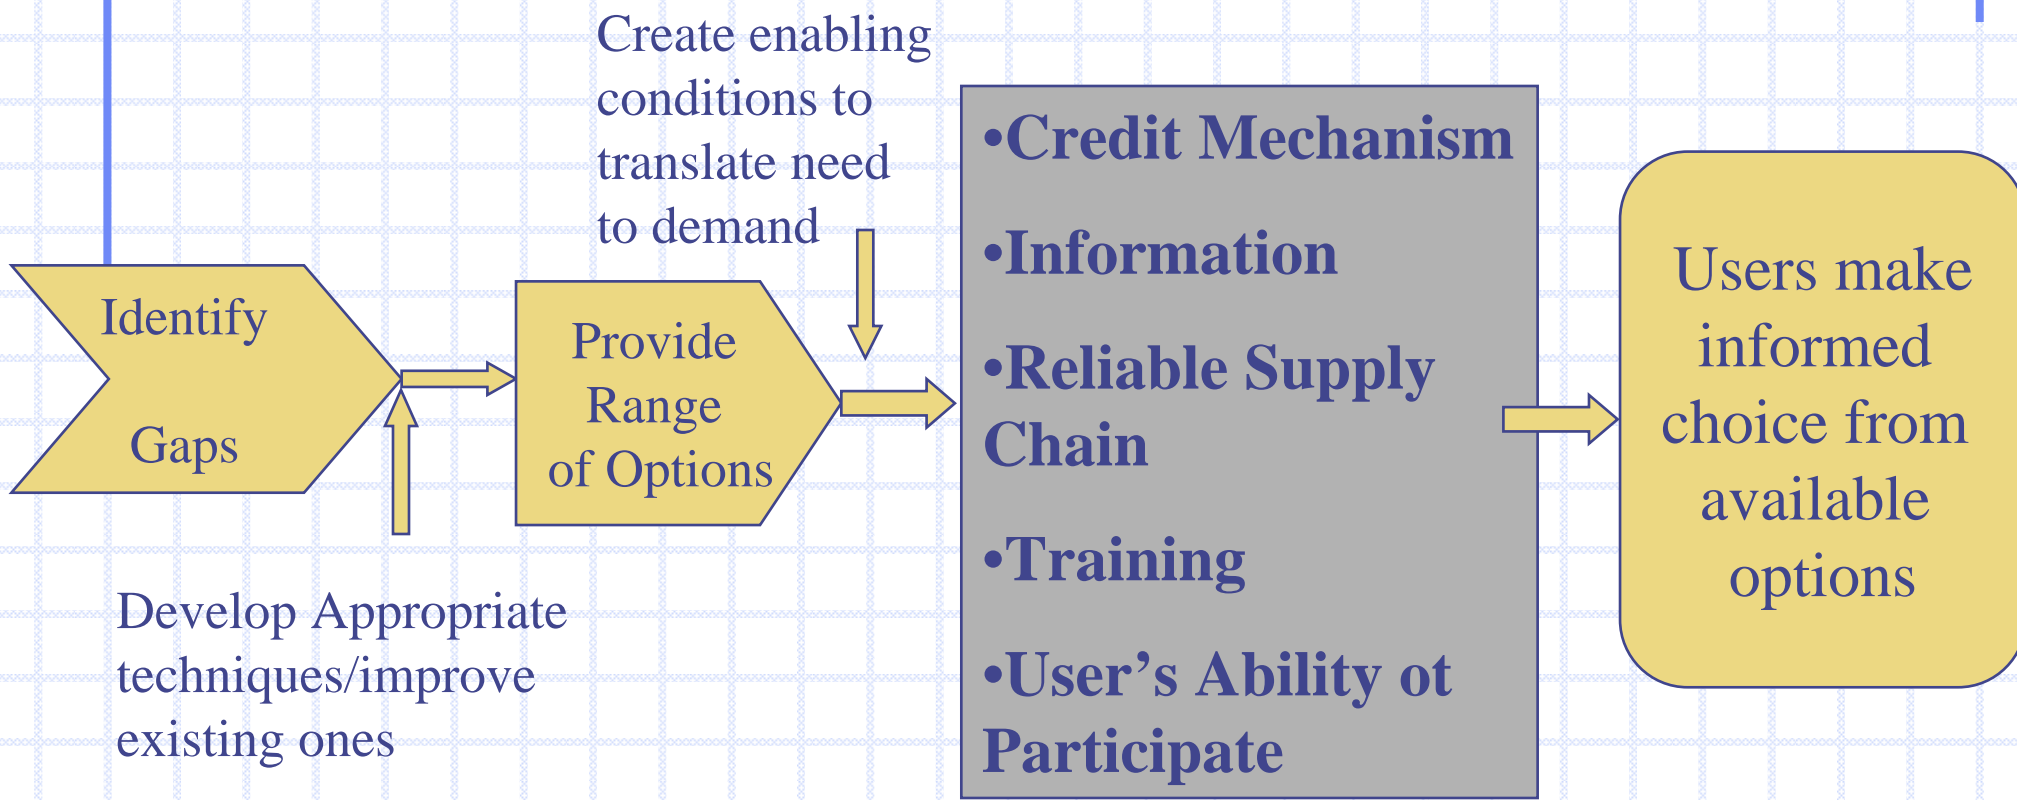 Create enabling
conditions to
translate need
to demand
Identify
Gaps
Provide
Range
of Options
Develop Appropriate
techniques/improve
existing ones
•Credit Mechanism
•Information
•Reliable Supply
Chain
•Training
•User’s Ability ot
Participate
Users make
informed
choice from
available
options